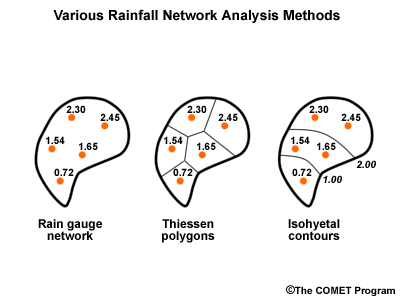 Various Rainfall Network Analysis Methods
2.30
2.45
1.54
1.65
0.72
Rain gauge
network
2.30
2.45
1.54
1.65
0.72
Thiessen
polygons
2.30
2.45
1.54
1.65
2.00
0.72
1.00
Isohyetal
contours
©The COMET Program